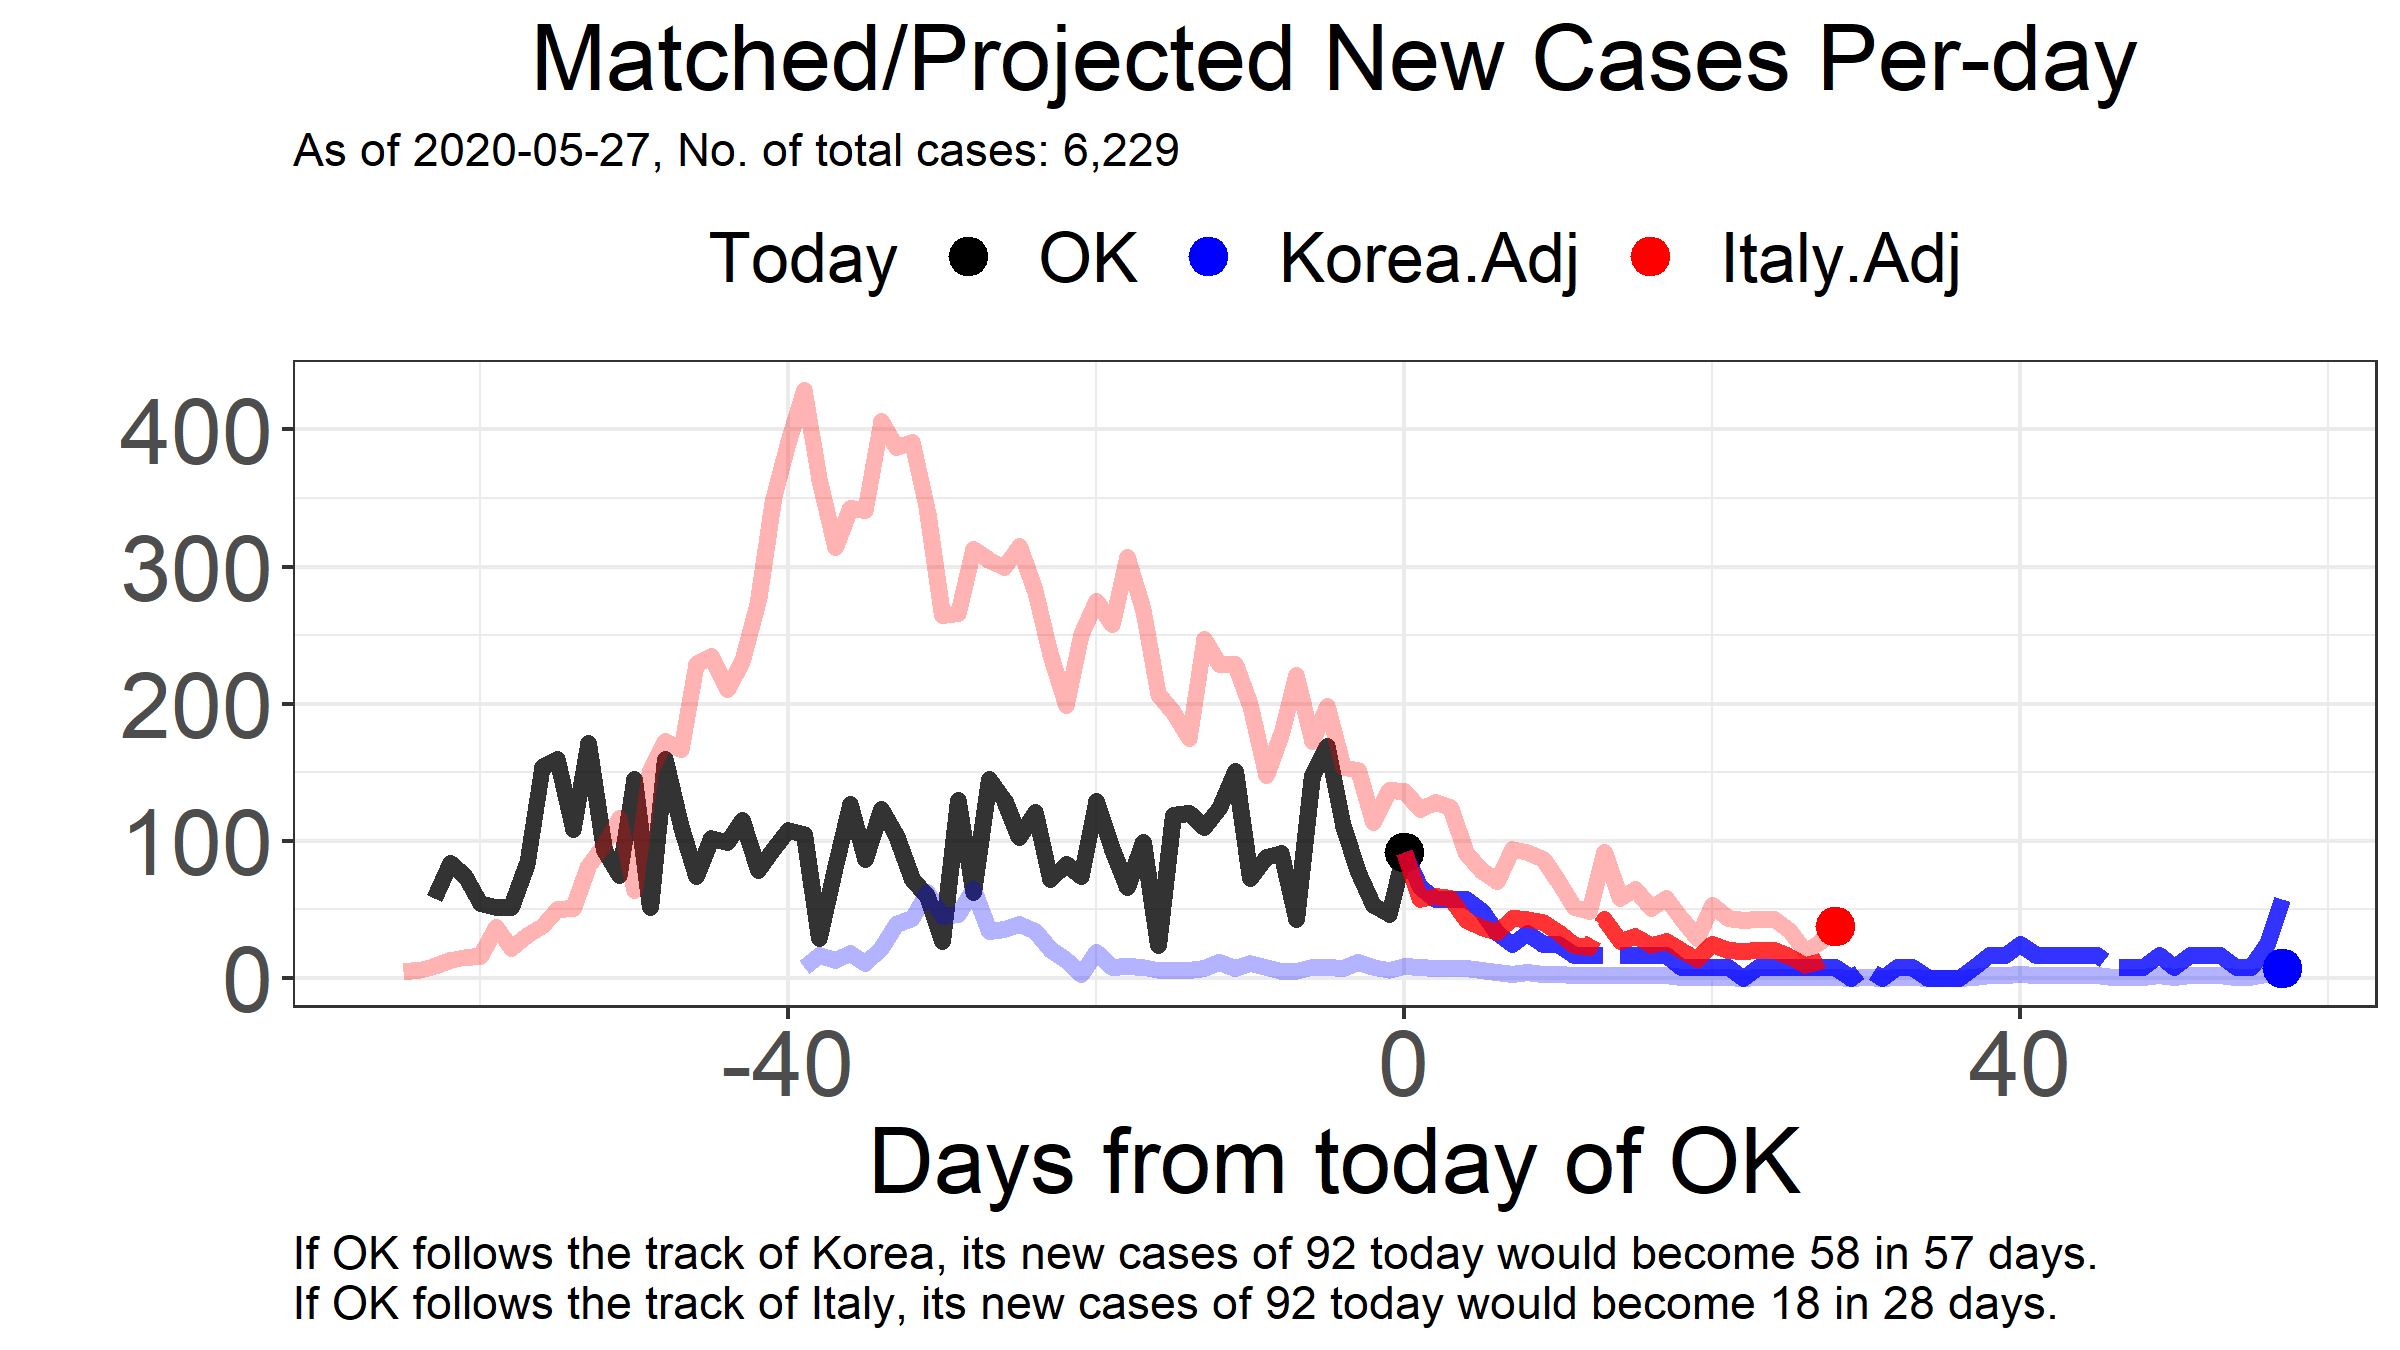 Matched/Projected New Cases Per-day
As of 2020-05-27, No. of total cases: 6,229
Today OK Korea.Adj Italy.Adj
400
300
200
100
0
-40 0 40
Days from today of OK
If OK follows the track of Korea, its new cases of 92 today would become 58 in 57 days.
If OK follows the track of Italy, its new cases of 92 today would become 18 in 28 days.